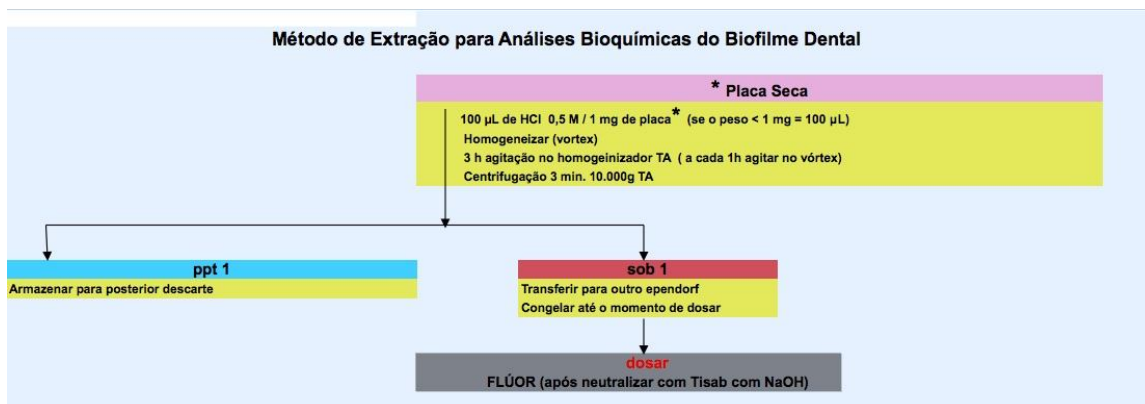 Método de Extração para Análises Bioquímicas do Biofilme Dental
* Placa Seca
100 µL de HCl 0,5 M / 1 mg de placa* (se o peso < 1 mg = 100 µL)
Homogeneizar (vortex)
3 h agitação no homogeinizador TA ( a cada 1h agitar no vórtex)
Centrifugação 3 min. 10.000g TA
ppt 1
Armazenar para posterior descarte
sob 1
Transferir para outro ependorf
Congelar até o momento de dosar
dosar
FLÚOR (após neutralizar com Tisab com NaOH)